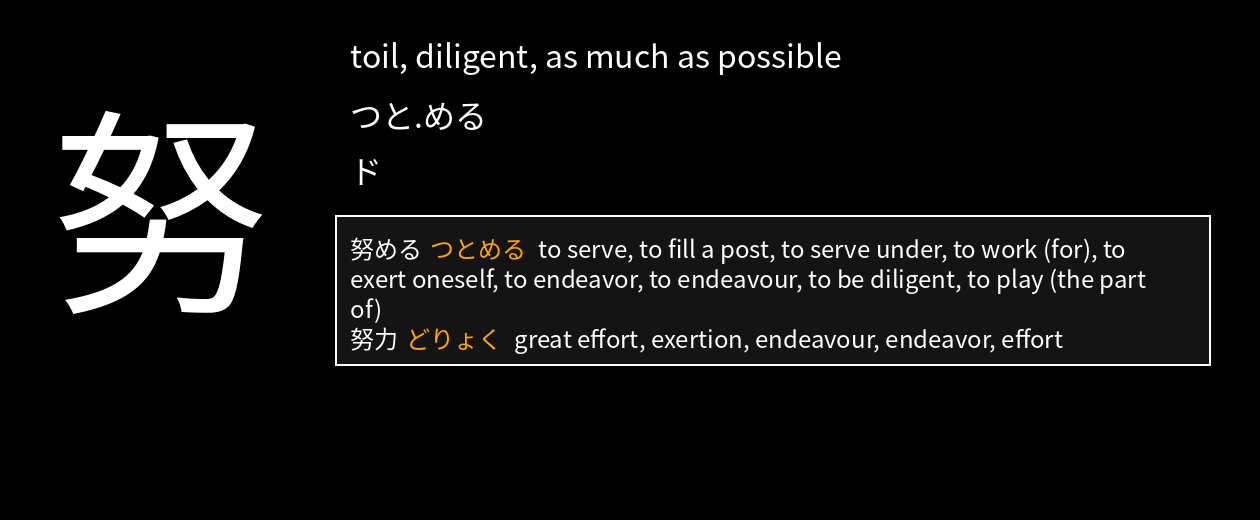 努
toil, diligent, as much as possible
つと.める
ド
努める つとめる to serve, to fill a post, to serve under, to work (for), to
exert oneself, to endeavor, to endeavour, to be diligent, to play (the part
of)
努力 どりょく great effort, exertion, endeavour, endeavor, effort